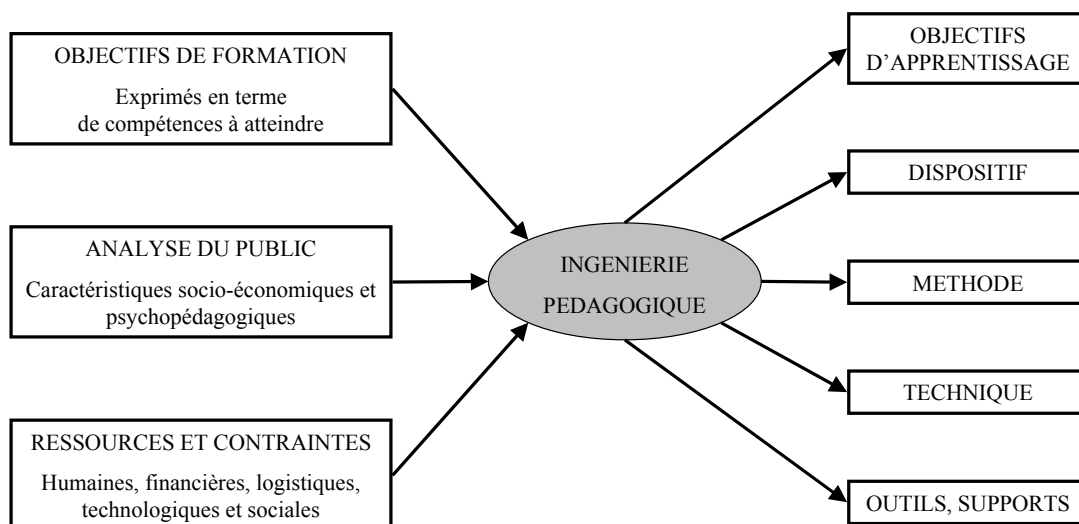 OBJECTIFS DE FORMATION
Exprimés en terme
de compétences à atteindre
ANALYSE DU PUBLIC
Caractéristiques socio-économiques et
psychopédagogiques
RESSOURCES ET CONTRAINTES
Humaines, financières, logistiques,
technologiques et sociales
INGENIERIE
PEDAGOGIQUE
OBJECTIFS
D’APPRENTISSAGE
DISPOSITIF
METHODE
TECHNIQUE
OUTILS, SUPPORTS